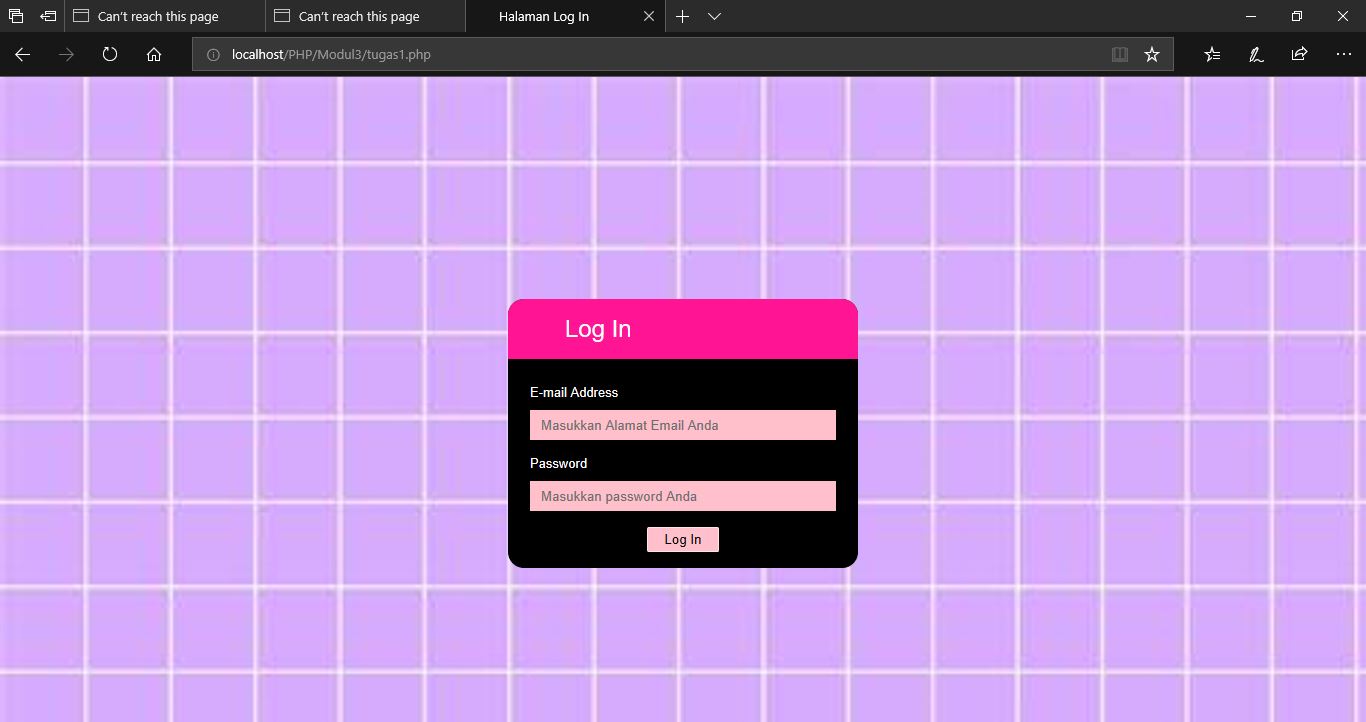 Can't reach this page
Can't reach this page
Halaman Log In
localhost/PHP/Modul3/tugas1.php
Log In
E-mail Address
Masukkan Alamat Email Anda
Password
Masukkan password Anda
Log In